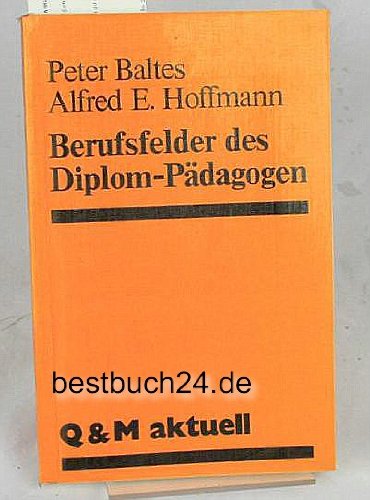 Peter Baltes
Alfred E. Hoffmann
Berufsfelder des
Diplom-Pädagogen
bestbuch24.de
Q & M aktuell